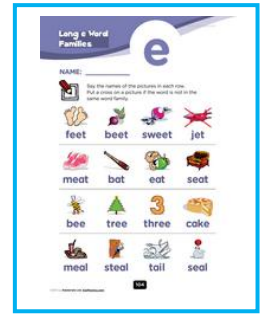 Long e Word
Families
e
NAME:
Say the names of the pictures in each row.
Put a cross on a picture if the word is not in the
same word family.
feet beet sweet jet
meat bat eat seat
3
bee tree three cake
meal steal tail seal
104